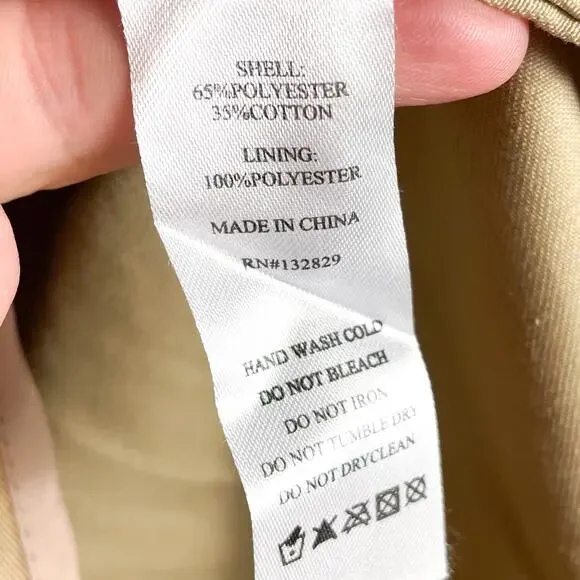 SHELL:
65%POLYESTER
35%COTTON
LINING:
100%POLYESTER
MADE IN CHINA
RN#132829
HAND WASH COLD
DO NOT BLEACH
DO NOT IRON
DO NOT TUMBLE DRY
DO NOT DRYCLEAN